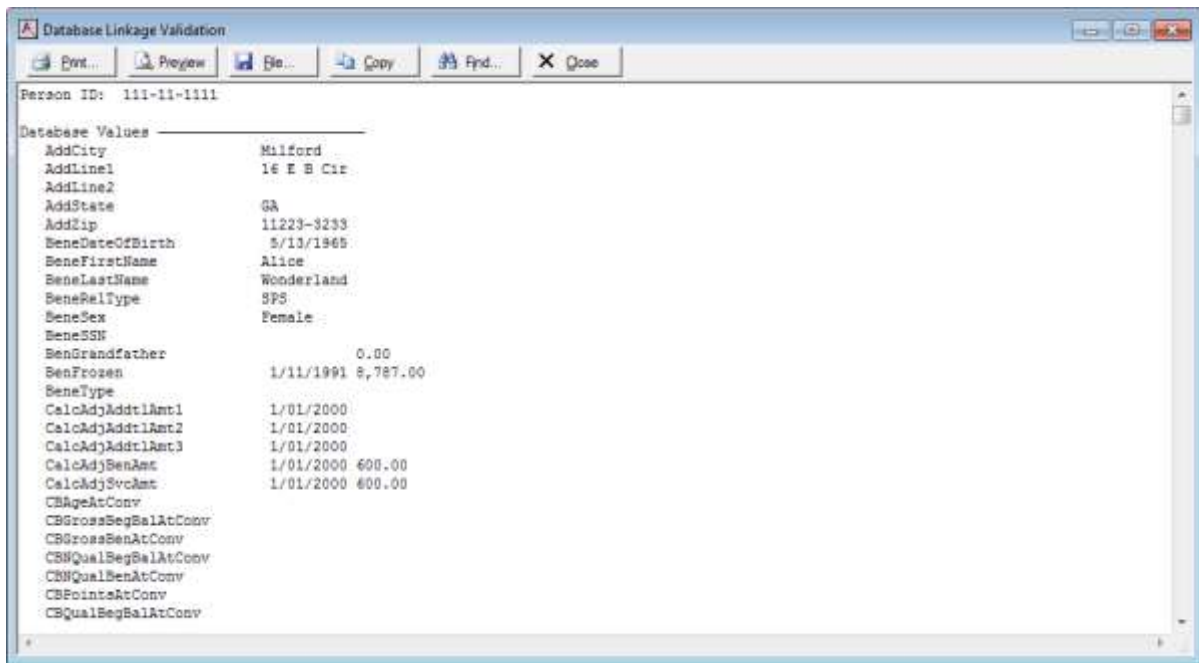 Database Linkage Validation
Print... Preview File... Copy Find... Close
Person ID: 111-11-1111
Database Values
AddCity Milford
AddLine1 16 E B Cir
AddLine2
AddState GA
AddZip 11223-3233
BeneDateOfBirth 5/13/1965
BeneFirstName Alice
BeneLastName Wonderland
BeneRelType SPS
BeneSex Female
BeneSSN
BenGrandfather 0.00
BenFrozen 1/11/1991 8,787.00
BeneType
CalcAdjAddtlAmt1 1/01/2000
CalcAdjAddtlAmt2 1/01/2000
CalcAdjAddtlAmt3 1/01/2000
CalcAdjBenAmt 1/01/2000 600.00
CalcAdjSvcAmt 1/01/2000 600.00
CBAgeAtConv
CBGrossBegBalAtConv
CBGrossBenAtConv
CBNQualBegBalAtConv
CBNQualBenAtConv
CBPointsAtConv
CBQualBegBalAtConv